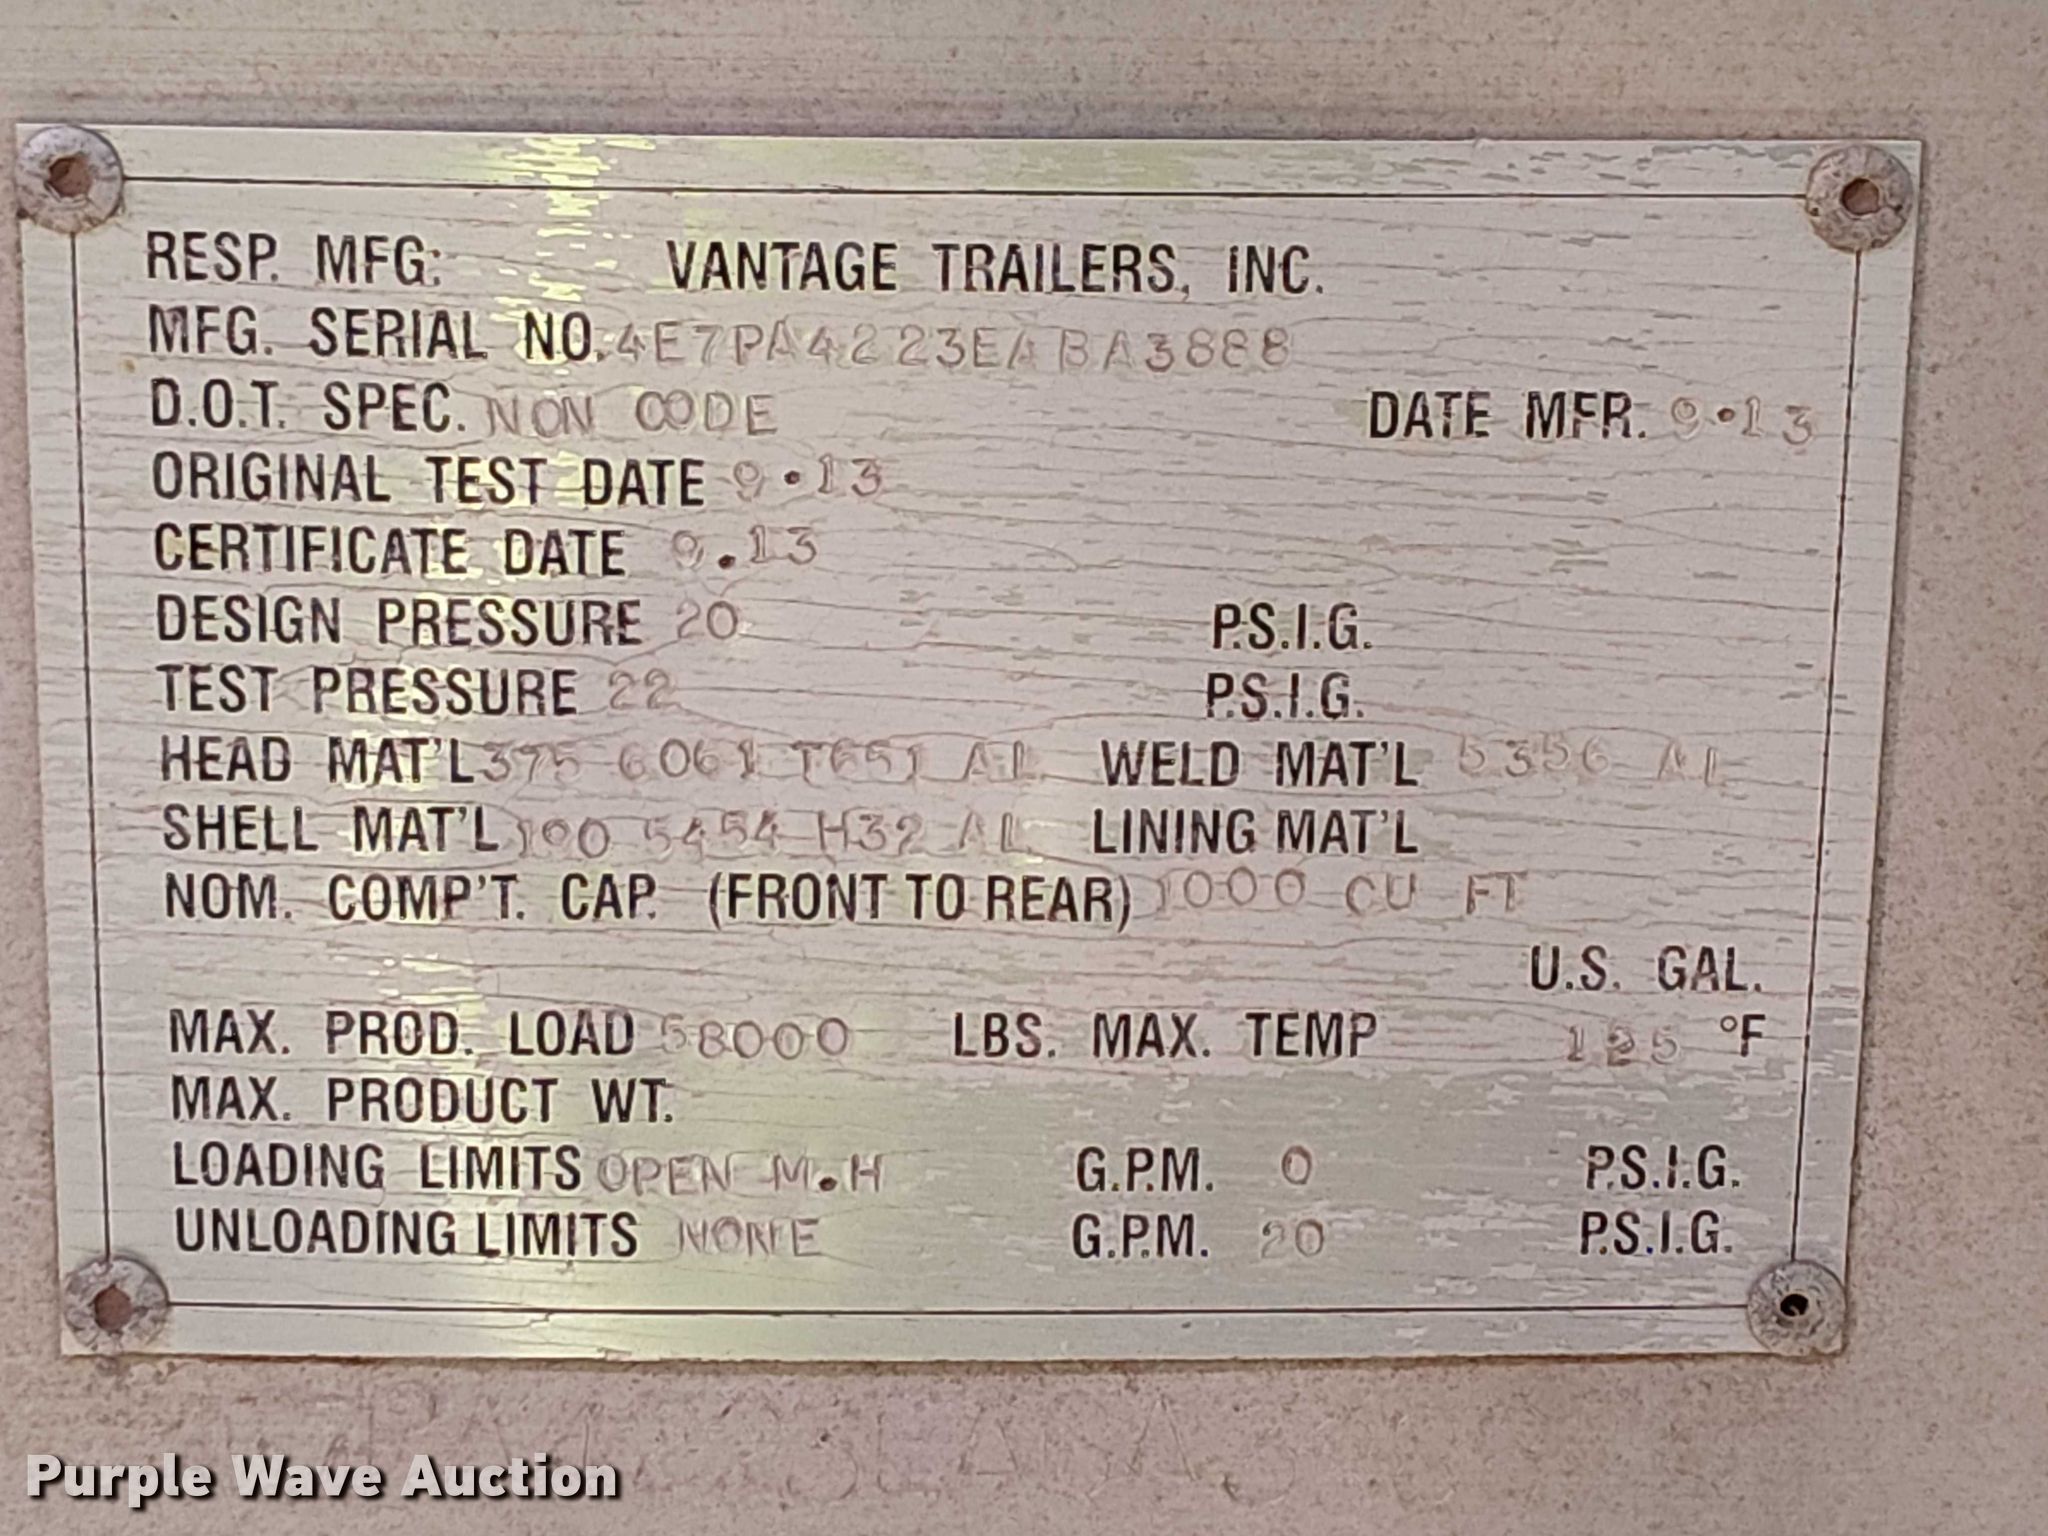 RESP. MFG: VANTAGE TRAILERS, INC.
MFG. SERIAL NO. 4E7PA4223EABA3888
D.O.T. SPEC. NON CODE DATE MFR. 9.13
ORIGINAL TEST DATE 9.13
CERTIFICATE DATE 9.13
DESIGN PRESSURE 20 P.S.I.G.
TEST PRESSURE 22 P.S.I.G.
HEAD MAT'L 375 6061 T651 AL WELD MAT'L 5356 AL
SHELL MAT'L 190 5454 H32 AL LINING MAT'L
NOM. COMP'T. CAP. (FRONT TO REAR) 1000 CU FT
U.S. GAL.
MAX. PROD. LOAD 58000 LBS. MAX. TEMP 125 °F
MAX. PRODUCT WT.
LOADING LIMITS OPEN M.H G.P.M. 0 P.S.I.G.
UNLOADING LIMITS NONE G.P.M. 20 P.S.I.G.
Purple Wave Auction